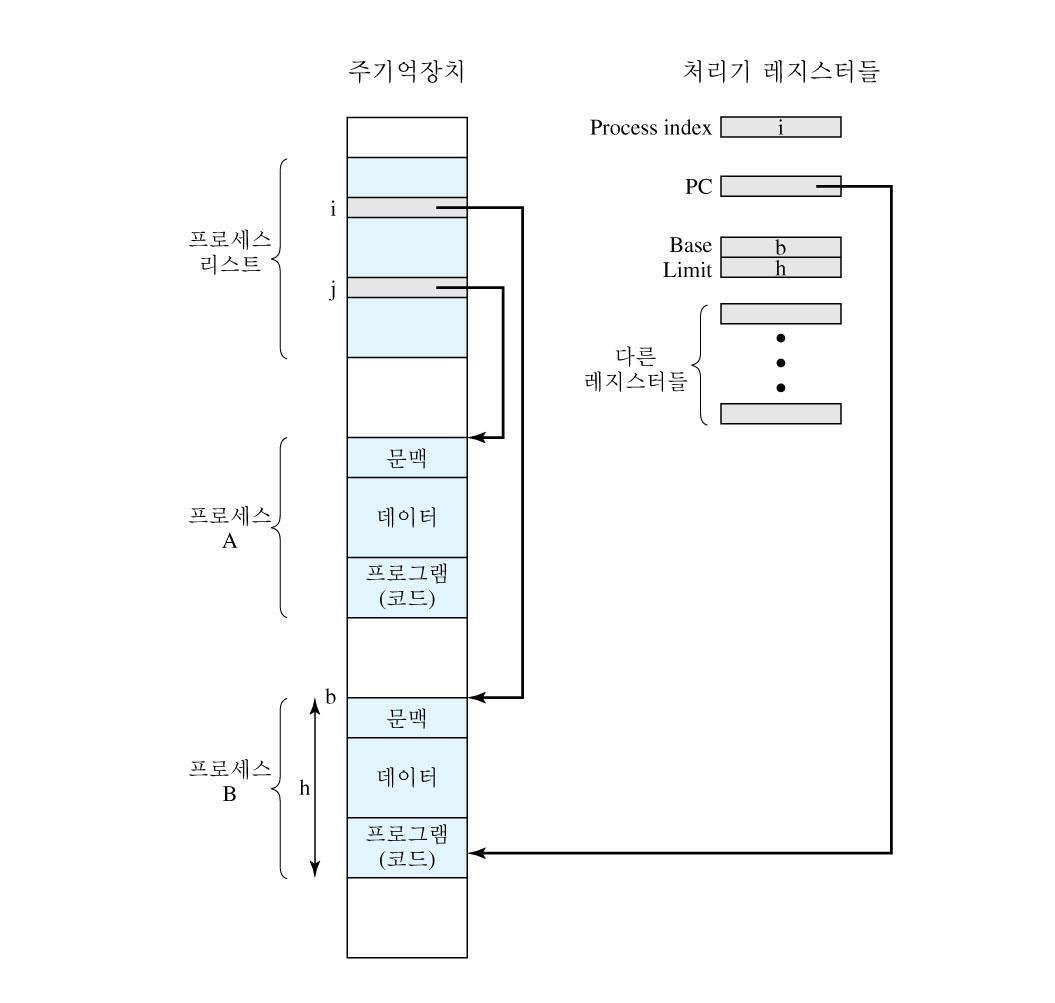 주기억장치
처리기 레지스터들
Process index
i
PC
Base
b
Limit
h
다른
레지스터들
i
프로세스
리스트
j
문맥
데이터
프로세스
A
프로그램
(코드)
b
문맥
프로세스
B
h
데이터
프로그램
(코드)